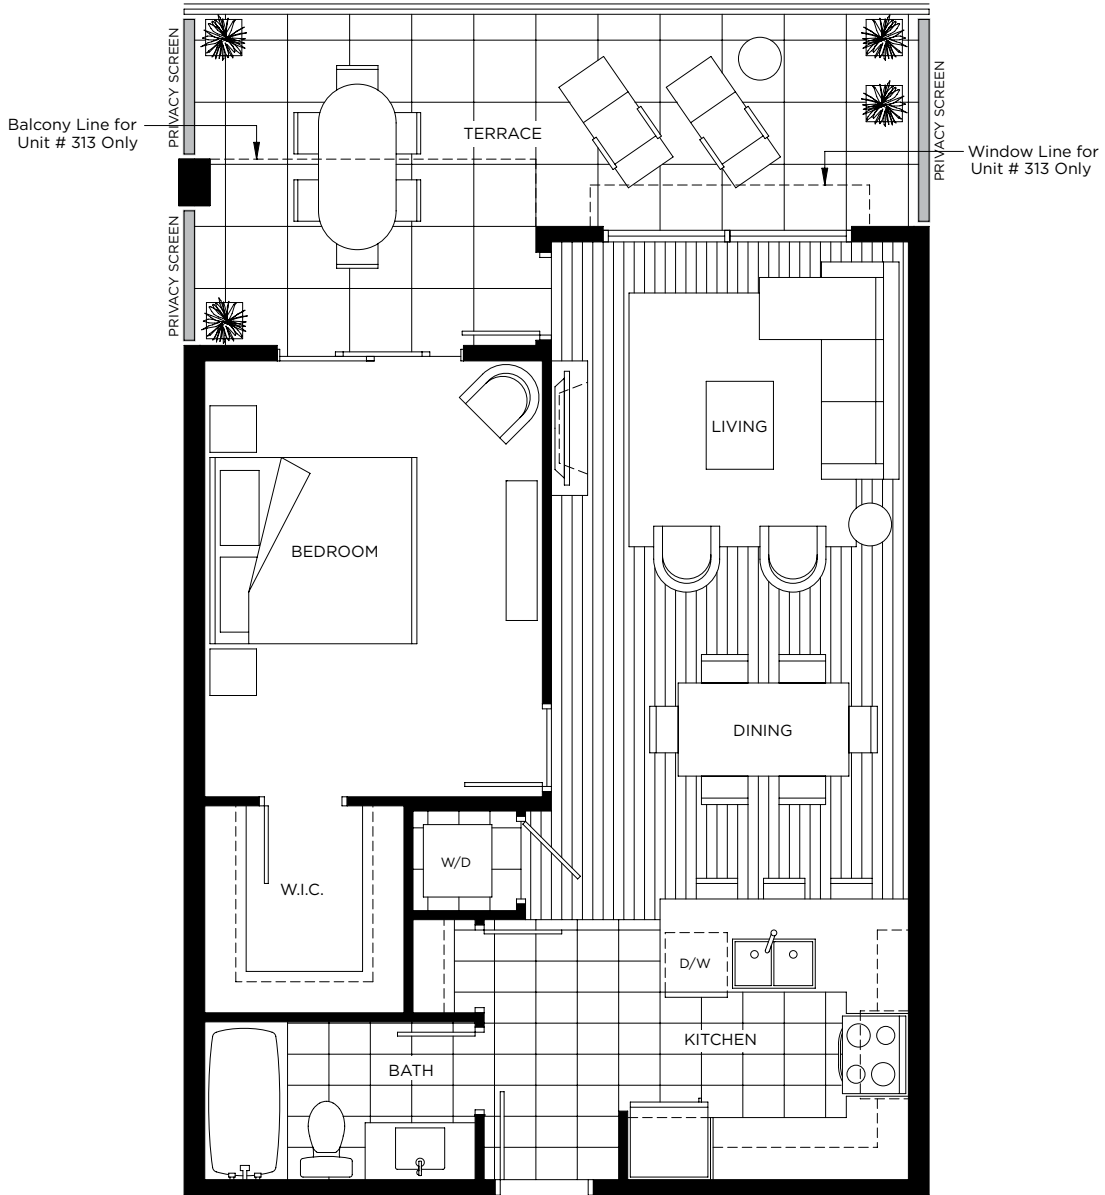 PRIVACY SCREEN
Balcony Line for
Unit # 313 Only
TERRACE
PRIVACY SCREEN
Window Line for
Unit # 313 Only
PRIVACY SCREEN
LIVING
BEDROOM
DINING
W/D
W.I.C.
D/W
KITCHEN
BATH